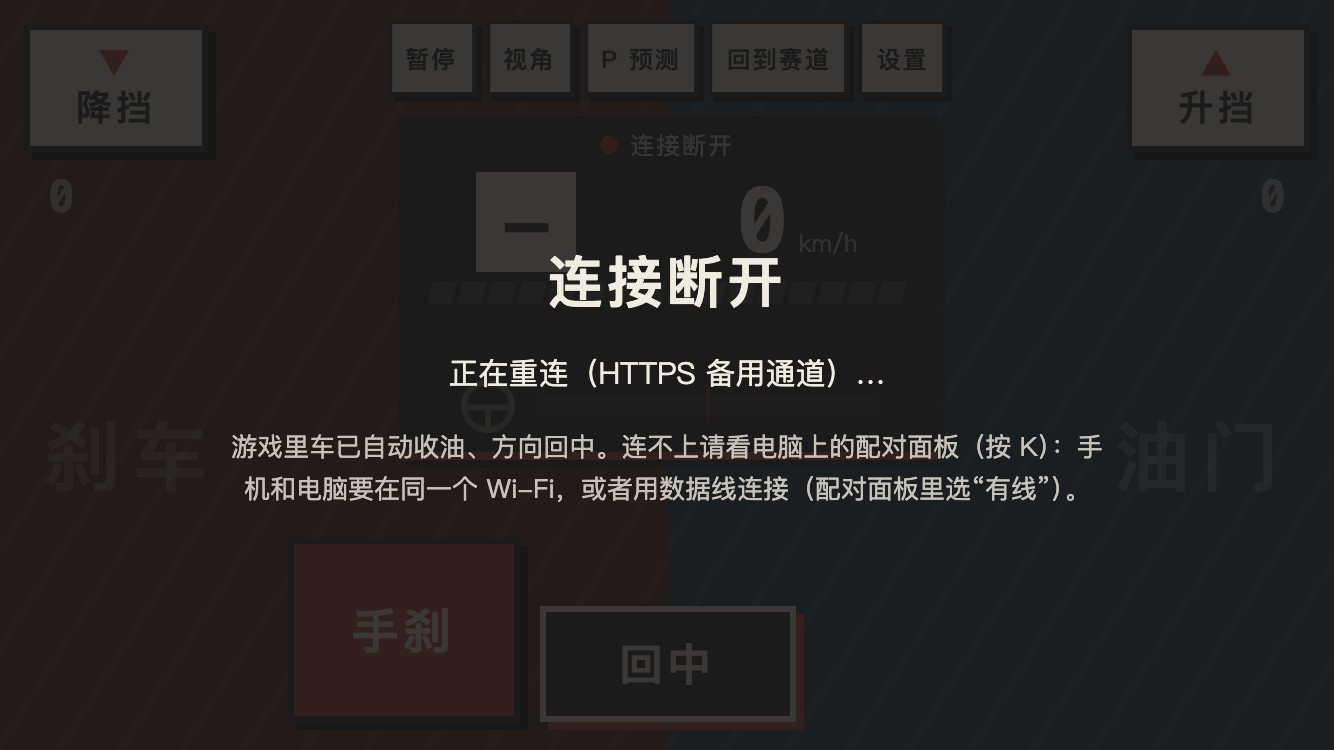 降挡
暂停
视角
P 预测
回到赛道
设置
升挡
连接断开
0
0
–
0 km/h
连接断开
正在重连（HTTPS 备用通道）…
游戏里车已自动收油、方向回中。连不上请看电脑上的配对面板（按 K）：手
机和电脑要在同一个 Wi-Fi，或者用数据线连接（配对面板里选“有线”）。
刹车
油门
手刹
回中